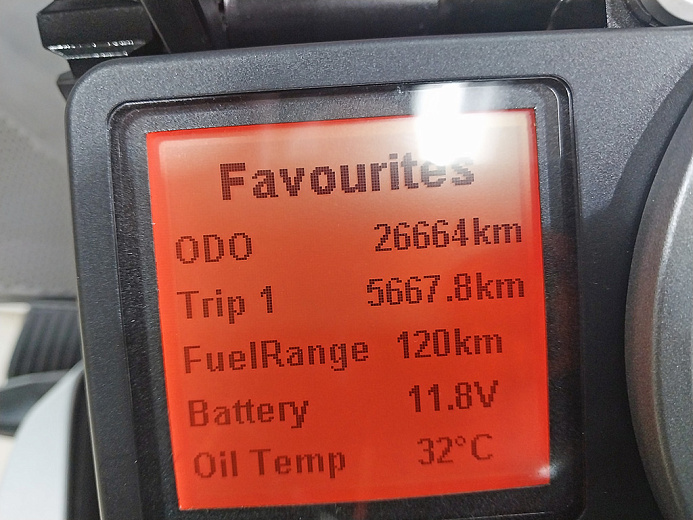 Favourites
ODO 26664km
Trip 1 5667.8km
FuelRange 120km
Battery 11.8V
Oil Temp 32°C